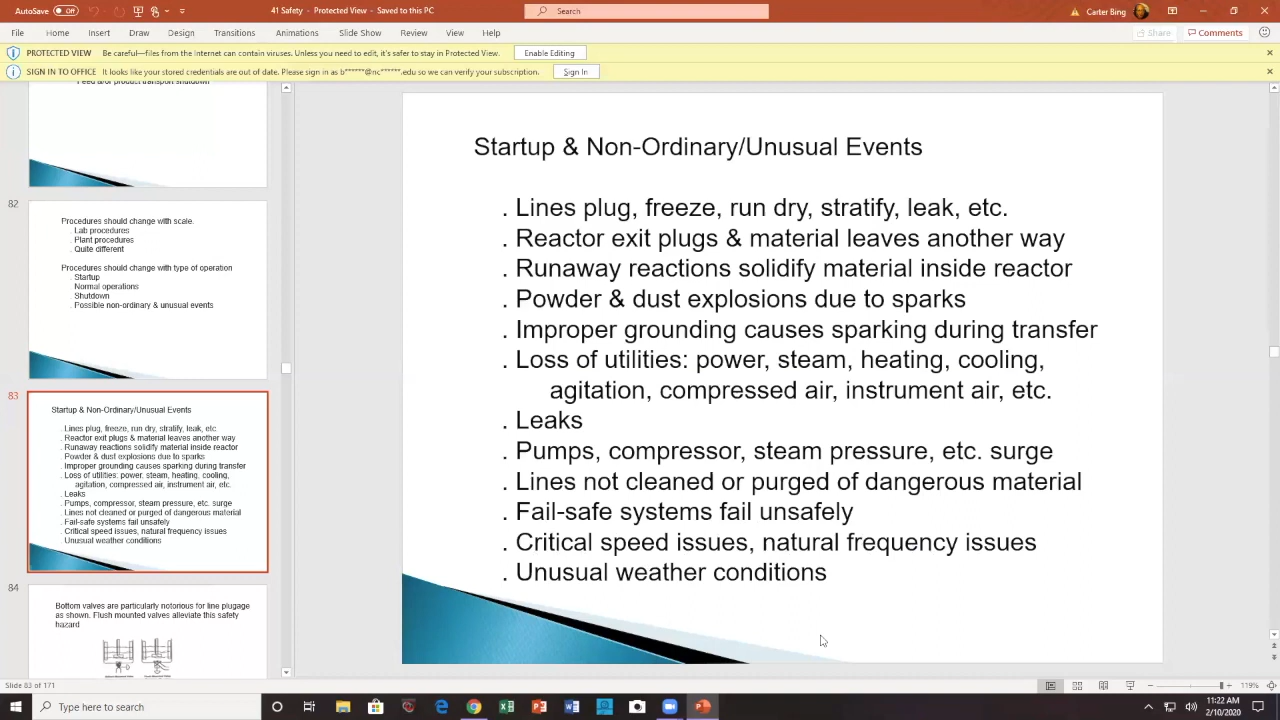 AutoSave Off
41 Safety - Protected View - Saved to this PC
Search
Carter Bing
File Home Insert Draw Design Transitions Animations Slide Show Review View Help
Share Comments
PROTECTED VIEW Be careful—files from the Internet can contain viruses. Unless you need to edit, it's safer to stay in Protected View. Enable Editing
SIGN IN TO OFFICE It looks like your stored credentials are out of date. Please sign in as b******@nc******.edu so we can verify your subscription. Sign In
Feed &/or product transport shutdown
82
Procedures should change with scale.
. Lab procedures
. Plant procedures
. Quite different
Procedures should change with type of operation
. Startup
. Normal operations
. Shutdown
. Possible non-ordinary & unusual events
83
Startup & Non-Ordinary/Unusual Events
. Lines plug, freeze, run dry, stratify, leak, etc.
. Reactor exit plugs & material leaves another way
. Runaway reactions solidify material inside reactor
. Powder & dust explosions due to sparks
. Improper grounding causes sparking during transfer
. Loss of utilities: power, steam, heating, cooling,
agitation, compressed air, instrument air, etc.
. Leaks
. Pumps, compressor, steam pressure, etc. surge
. Lines not cleaned or purged of dangerous material
. Fail-safe systems fail unsafely
. Critical speed issues, natural frequency issues
. Unusual weather conditions
84
Bottom valves are particularly notorious for line plugage
as shown. Flush mounted valves alleviate this safety
hazard
Startup & Non-Ordinary/Unusual Events
. Lines plug, freeze, run dry, stratify, leak, etc.
. Reactor exit plugs & material leaves another way
. Runaway reactions solidify material inside reactor
. Powder & dust explosions due to sparks
. Improper grounding causes sparking during transfer
. Loss of utilities: power, steam, heating, cooling,
agitation, compressed air, instrument air, etc.
. Leaks
. Pumps, compressor, steam pressure, etc. surge
. Lines not cleaned or purged of dangerous material
. Fail-safe systems fail unsafely
. Critical speed issues, natural frequency issues
. Unusual weather conditions
Slide 83 of 171
119%
Type here to search
11:22 AM
2/10/2020